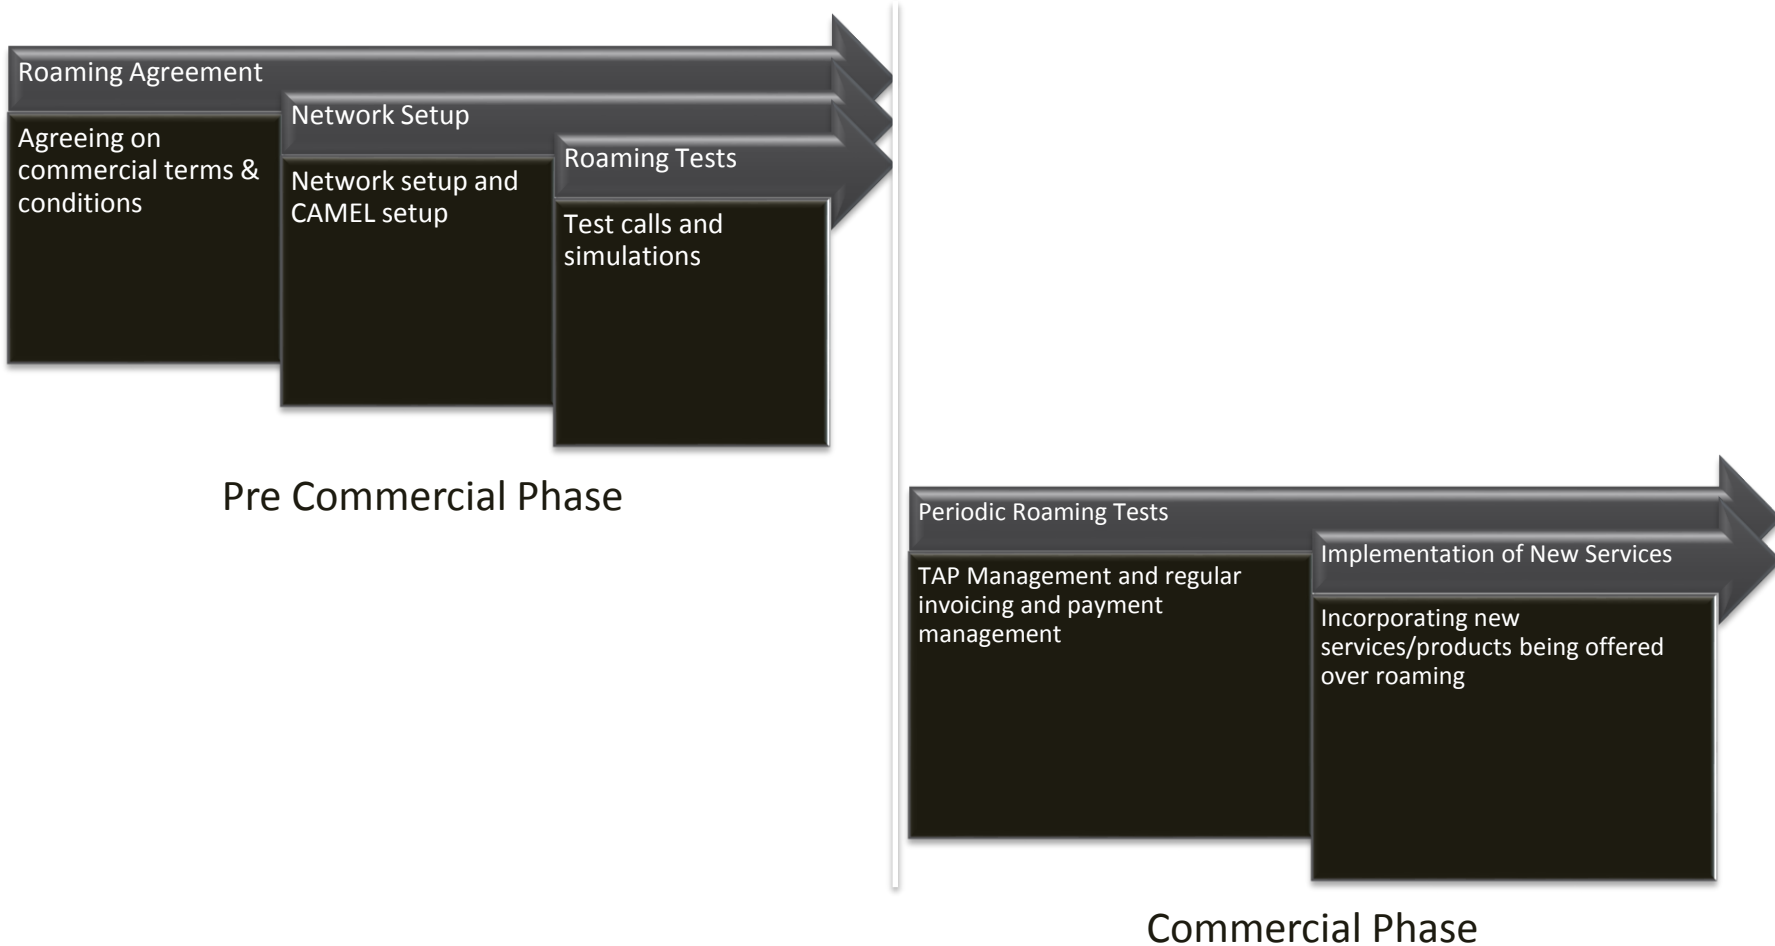 Roaming Agreement
Agreeing on
commercial terms &
conditions
Network Setup
Network setup and
CAMEL setup
Roaming Tests
Test calls and
simulations
Pre Commercial Phase
Periodic Roaming Tests
TAP Management and regular
invoicing and payment
management
Implementation of New Services
Incorporating new
services/products being offered
over roaming
Commercial Phase